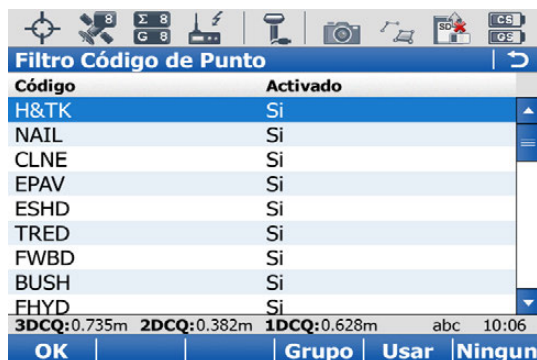 8 Σ 8 SD CS
G 8 GS
Filtro Código de Punto
Código Activado
H&TK Si
NAIL Si
CLNE Si
EPAV Si
ESHD Si
TRED Si
FWBD Si
BUSH Si
FHYD Si
3DCQ:0.735m 2DCQ:0.382m 1DCQ:0.628m abc 10:06
OK Grupo Usar Ningun